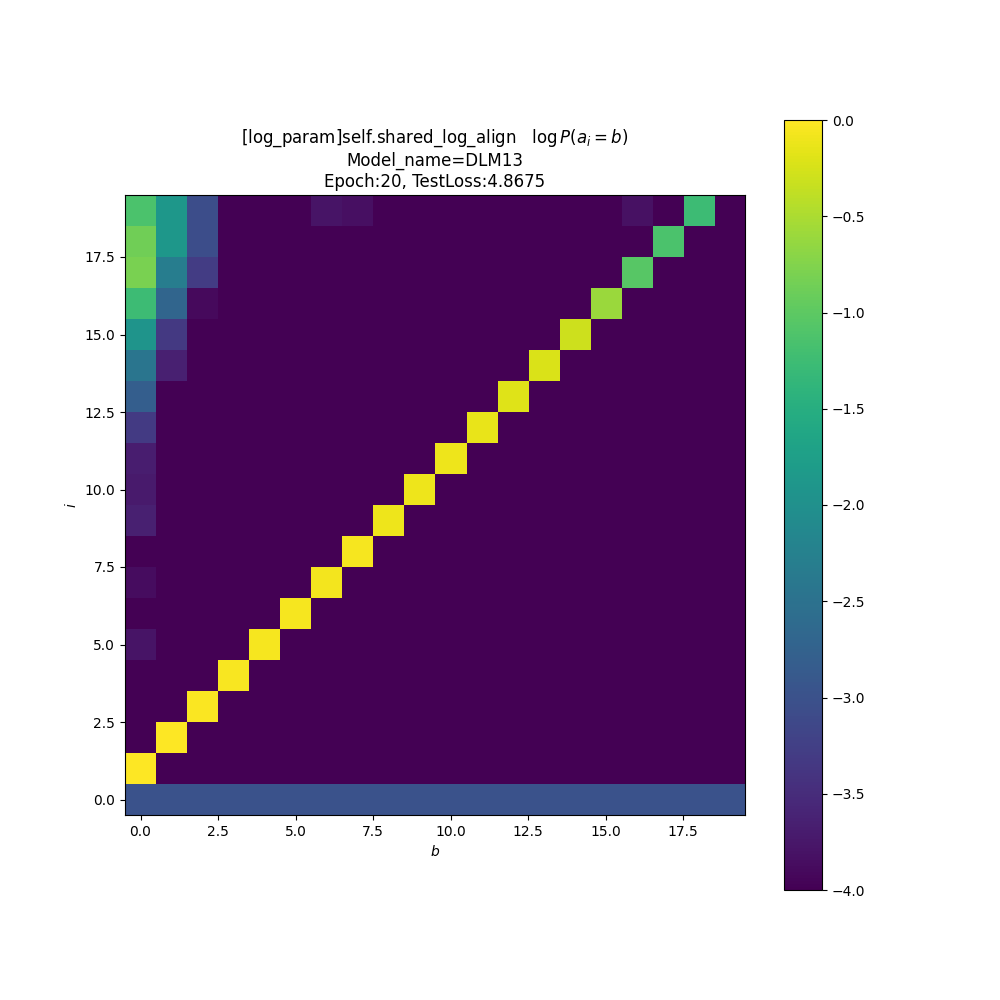 [log_param]self.shared_log_align   log P(a_i = b)
Model_name=DLM13
Epoch:20, TestLoss:4.8675
0.0
−0.5
−1.0
−1.5
−2.0
−2.5
−3.0
−3.5
−4.0
17.5
15.0
12.5
10.0
7.5
5.0
2.5
0.0
i
0.0 2.5 5.0 7.5 10.0 12.5 15.0 17.5
b